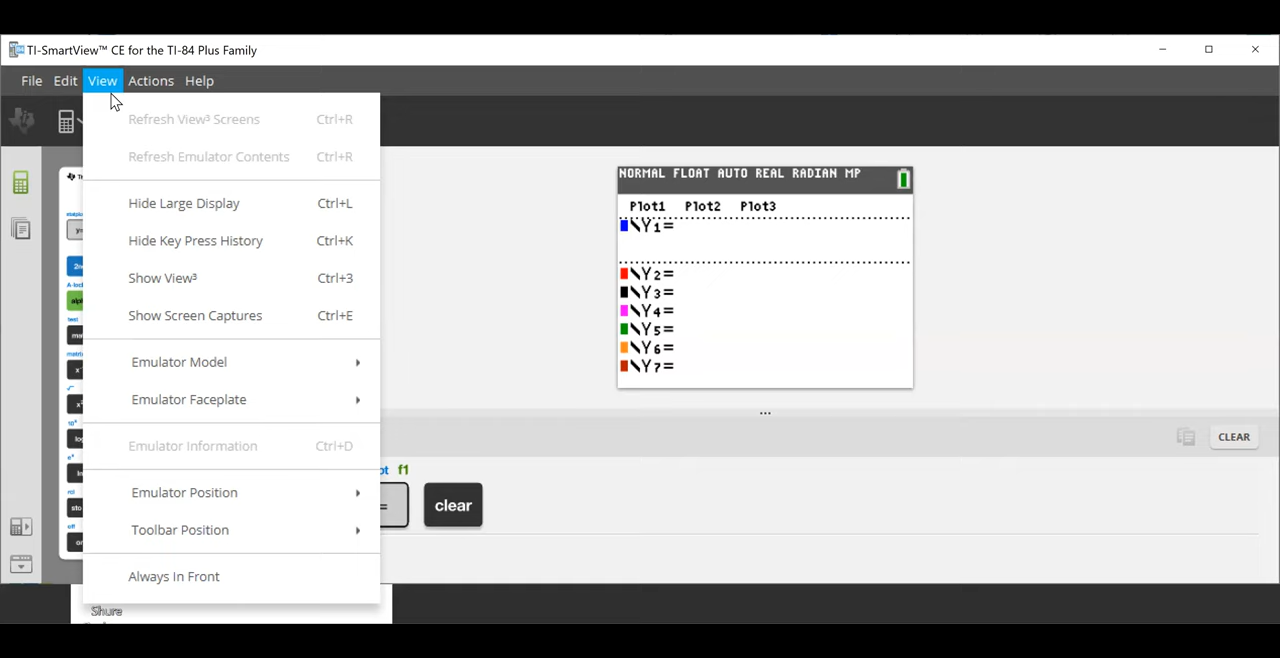 TI-SmartView™ CE for the TI-84 Plus Family
File Edit View Actions Help
Refresh View³ Screens Ctrl+R
Refresh Emulator Contents Ctrl+R
Hide Large Display Ctrl+L
Hide Key Press History Ctrl+K
Show View³ Ctrl+3
Show Screen Captures Ctrl+E
Emulator Model
Emulator Faceplate
Emulator Information Ctrl+D
Emulator Position
Toolbar Position
Always In Front
NORMAL FLOAT AUTO REAL RADIAN MP
Plot1 Plot2 Plot3
\Y1=
\Y2=
\Y3=
\Y4=
\Y5=
\Y6=
\Y7=
CLEAR
f1
=
clear
Shure